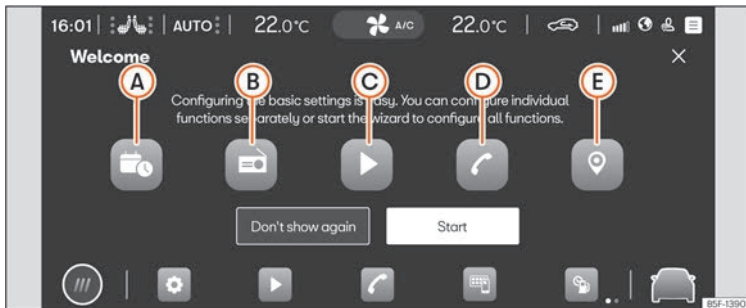 16:01 AUTO 22.0°C A/C 22.0°C
Welcome
A B C D E
Configuring the basic settings is easy. You can configure individual
functions separately or start the wizard to configure all functions.
Don't show again Start
B5F-1390